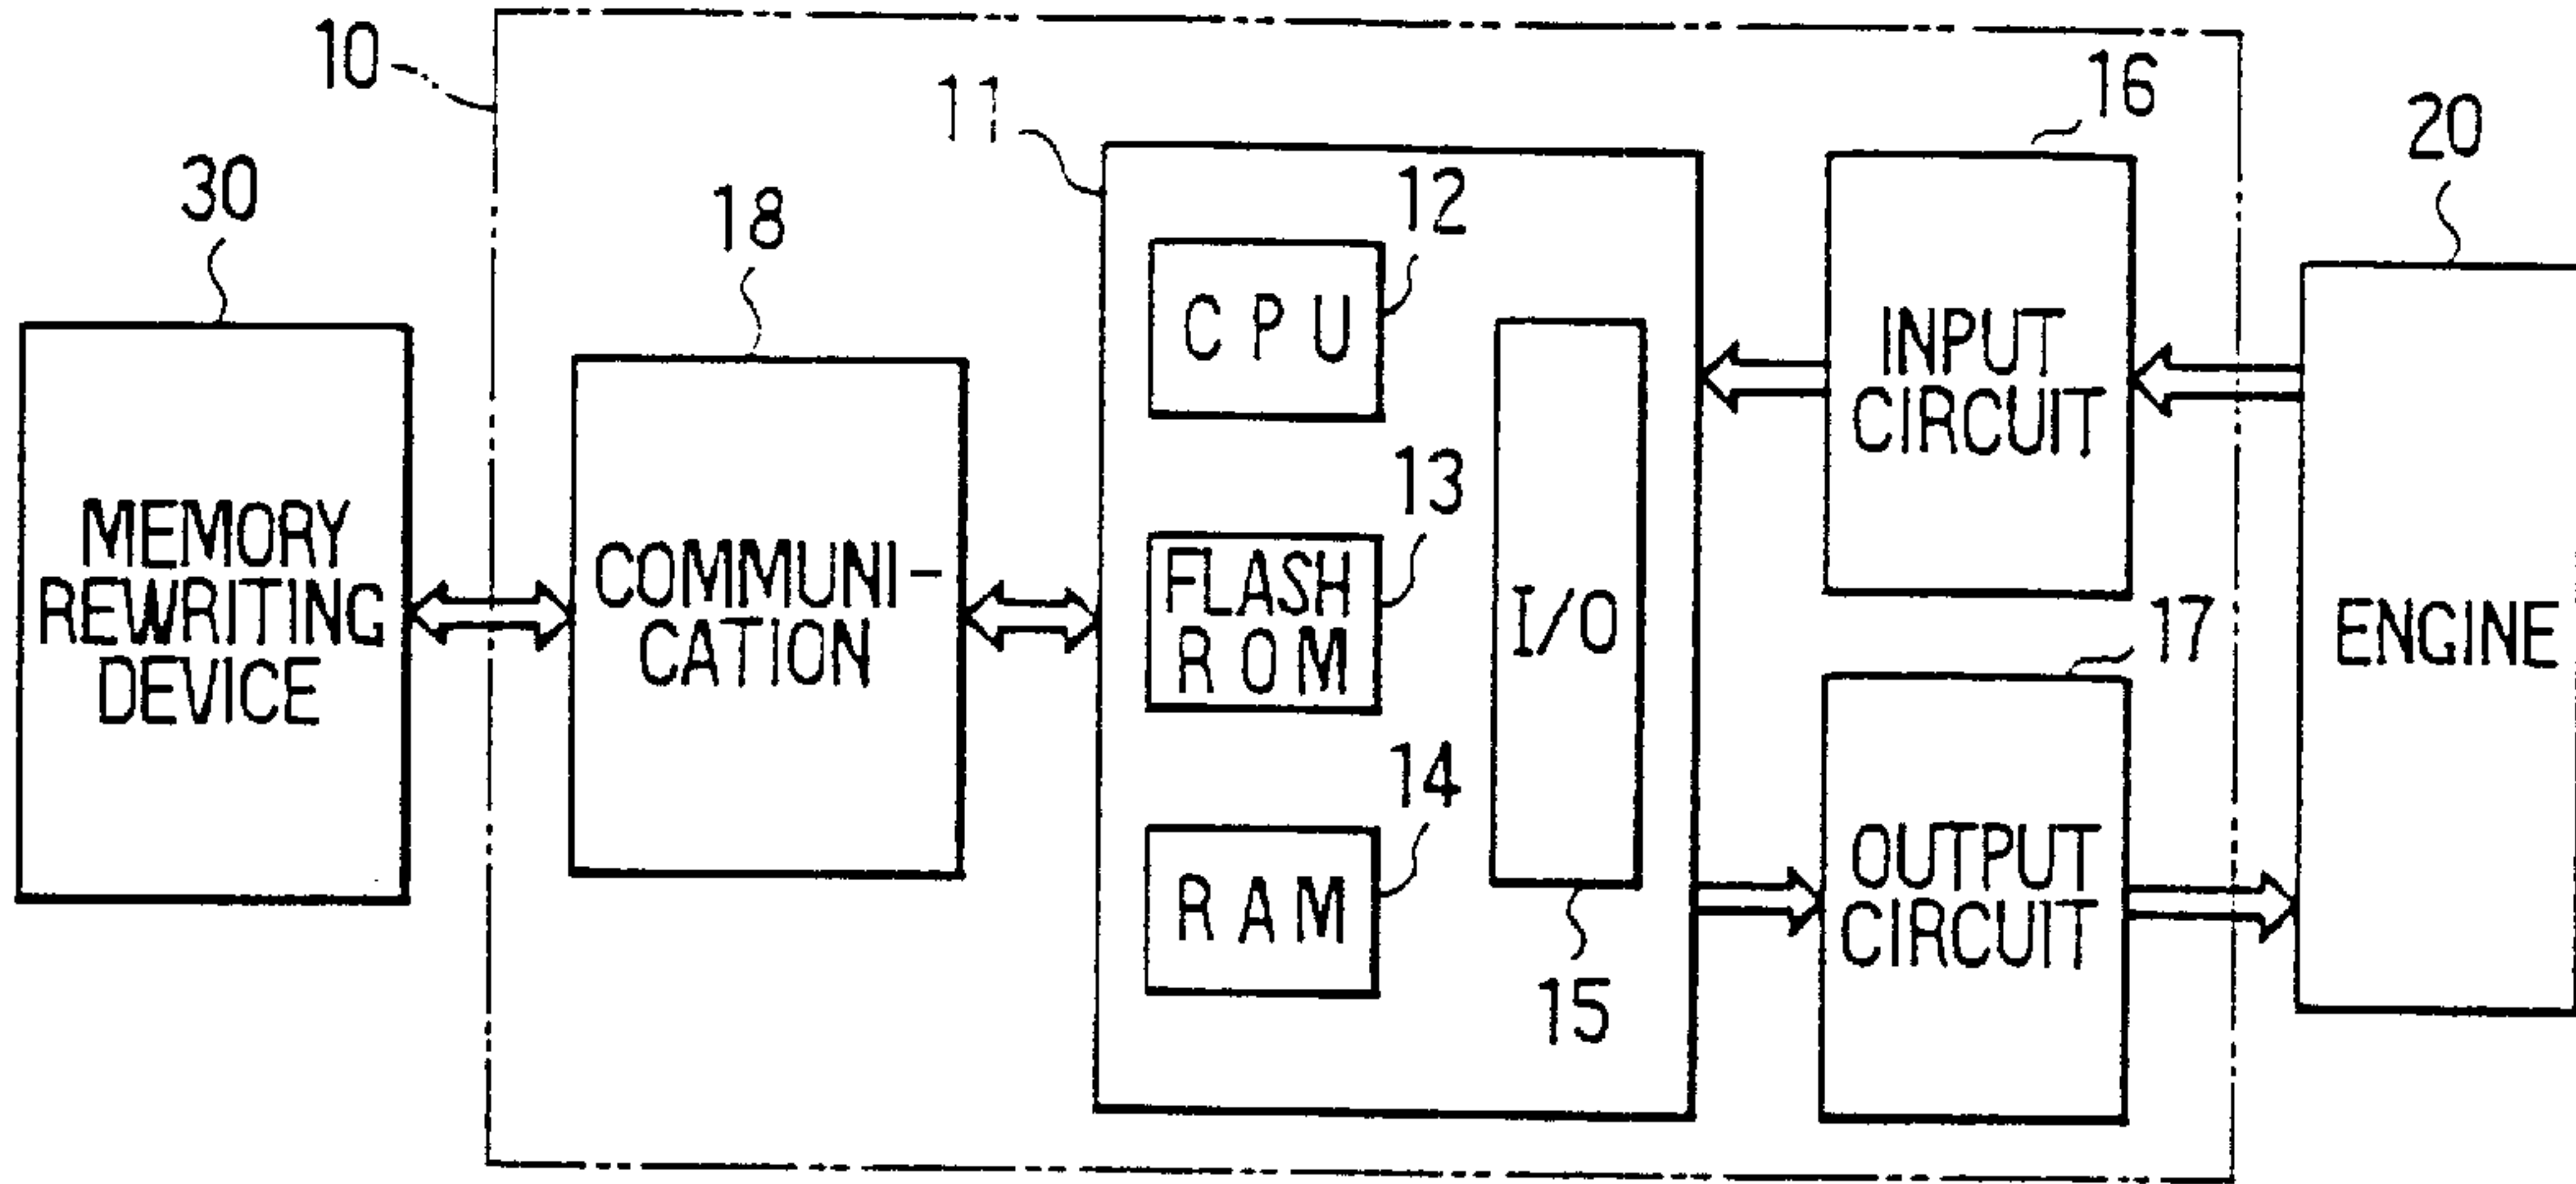 10
11
16
20
30
18
12
CPU
INPUT
CIRCUIT
MEMORY
REWRITING
DEVICE
COMMUNI-
CATION
13
FLASH
ROM
I/O
17
ENGINE
14
RAM
OUTPUT
CIRCUIT
15